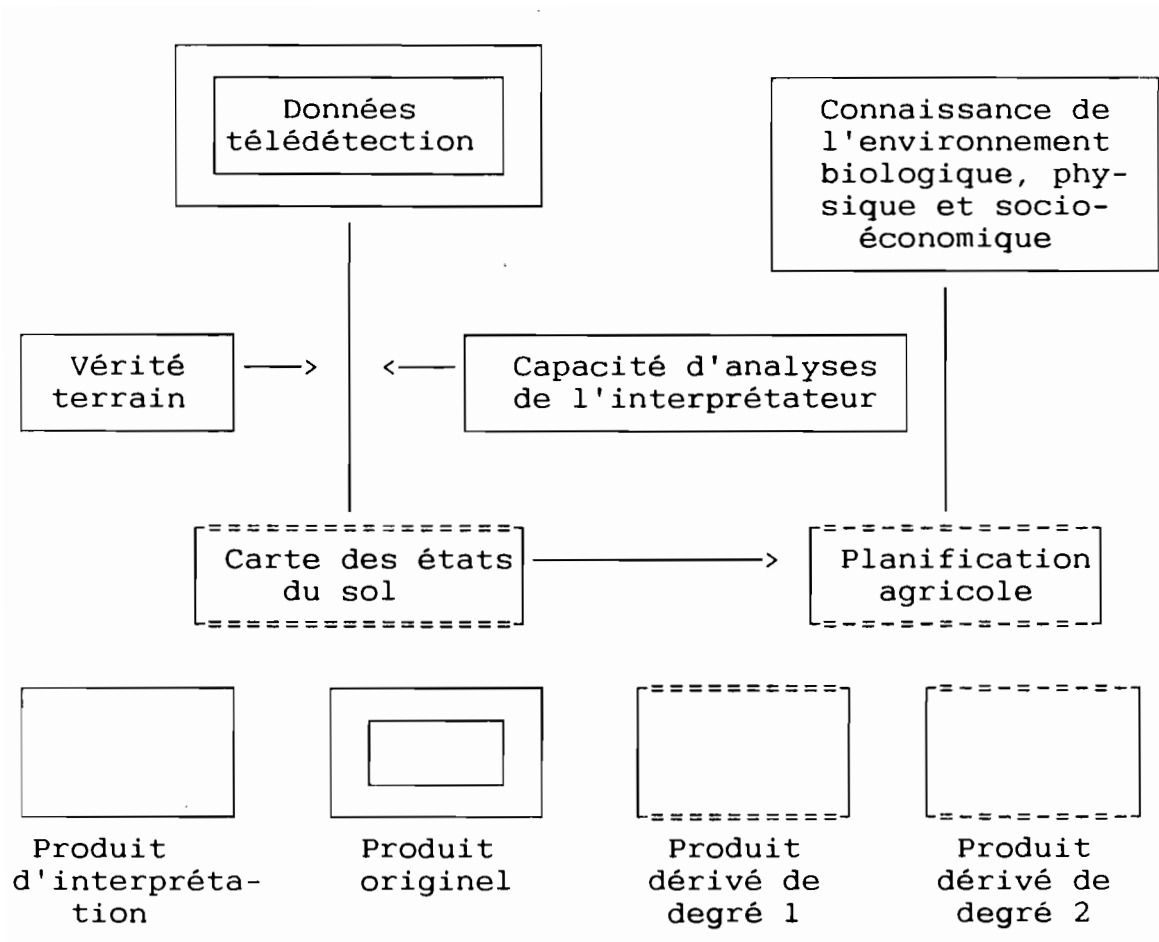 Données
télédétection
Connaissance de
l'environnement
biologique, phy-
sique et socio-
économique
Vérité
terrain
Capacité d'analyses
de l'interprétateur
Carte des états
du sol
Planification
agricole
Produit
d'interpréta-
tion
Produit
originel
Produit
dérivé de
degré 1
Produit
dérivé de
degré 2